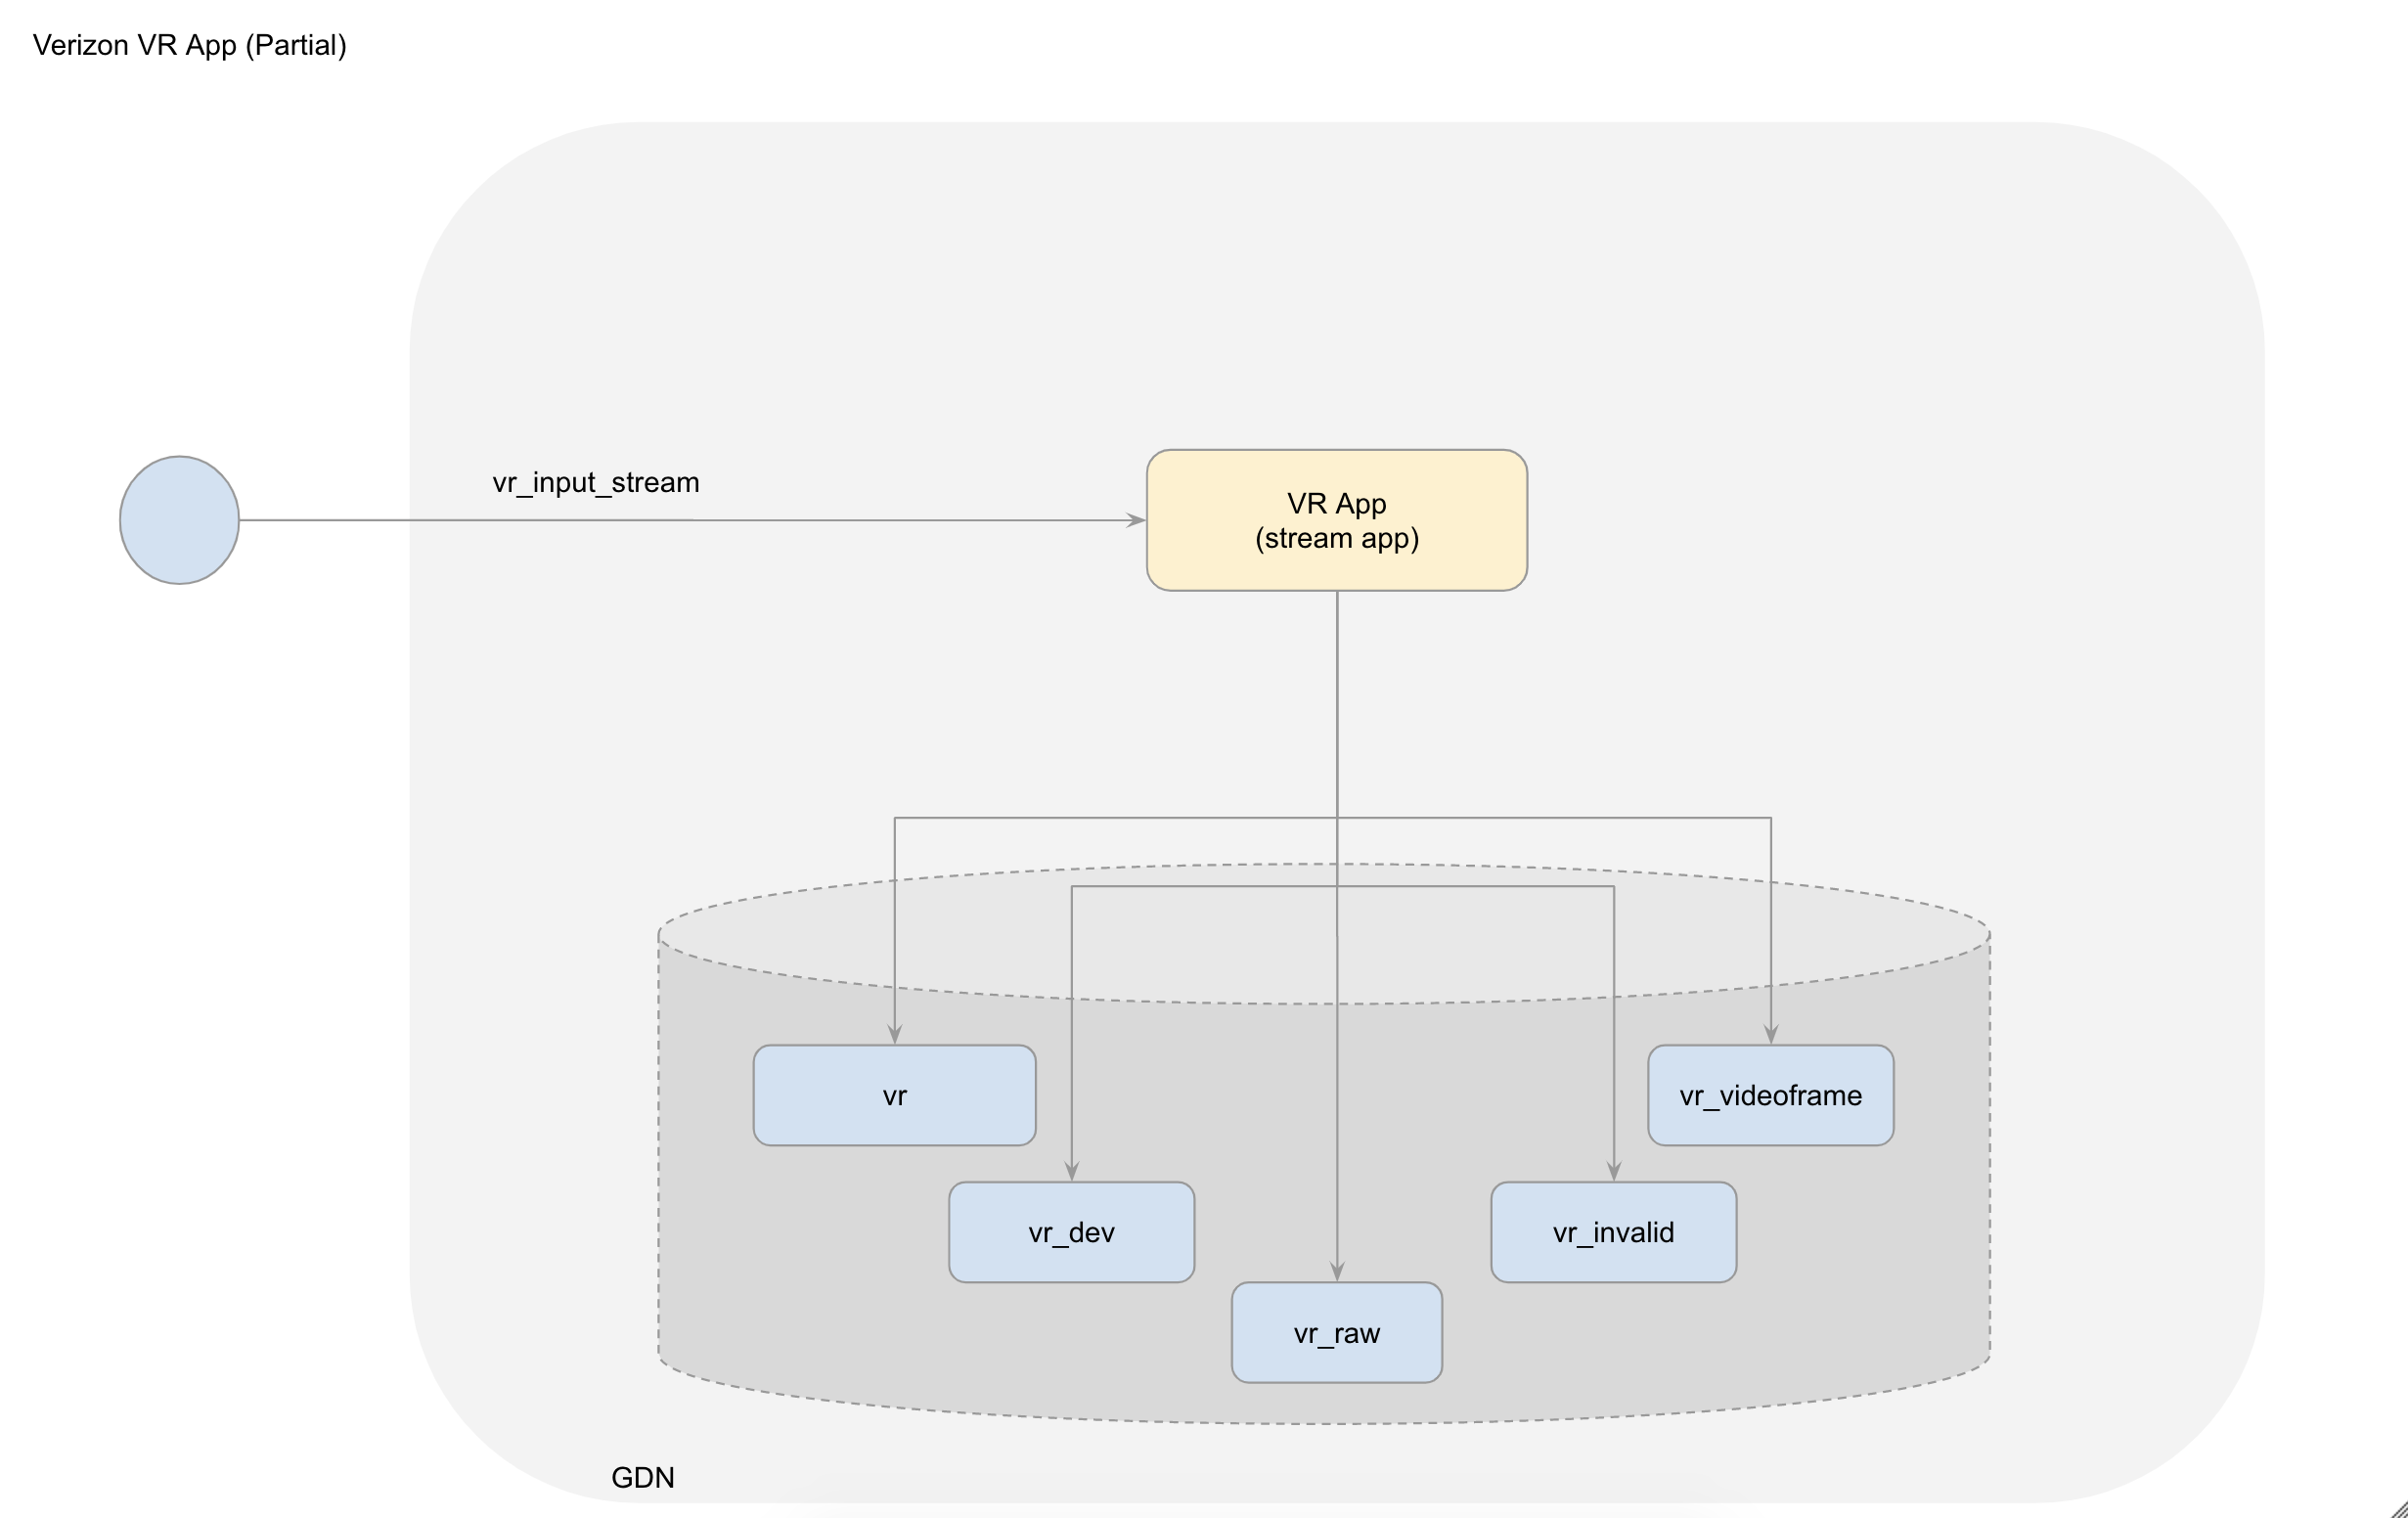 Verizon VR App (Partial)
vr_input_stream
VR App
(stream app)
vr
vr_videoframe
vr_dev
vr_invalid
vr_raw
GDN